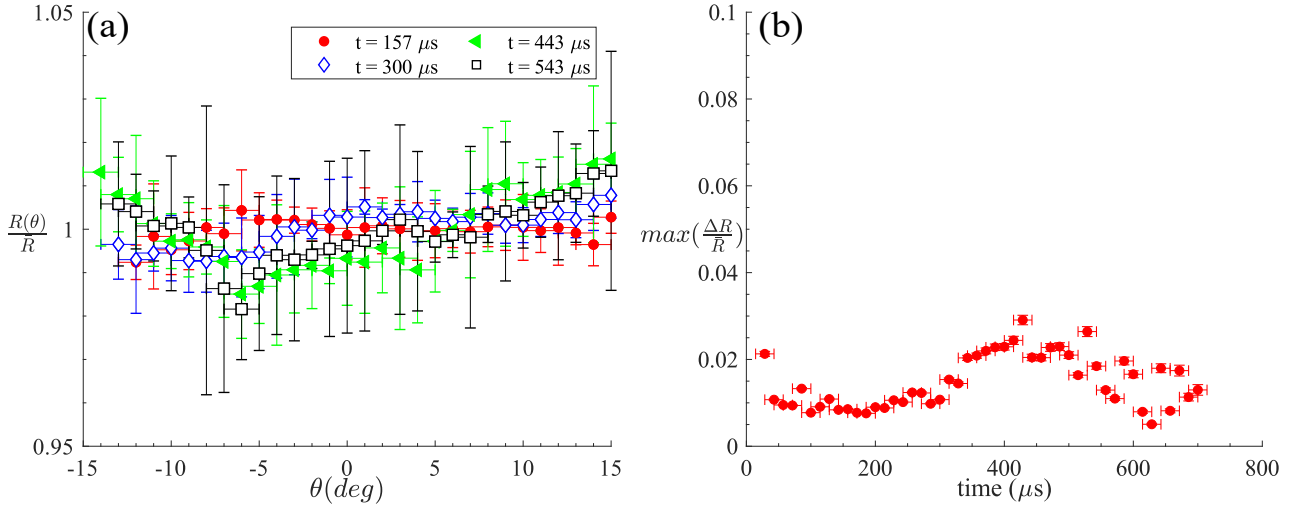 (a)
t = 157 μs
t = 443 μs
t = 300 μs
t = 543 μs
1.05
1
0.95
R(θ)/R̄
-15 -10 -5 0 5 10 15
θ(deg)
(b)
0.1
0.08
0.06
0.04
0.02
0
max(ΔR/R̄)
0 200 400 600 800
time (μs)